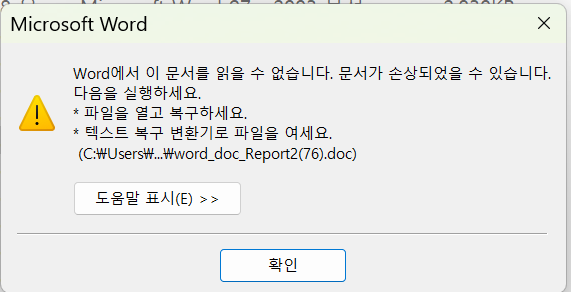 Microsoft Word
Word에서 이 문서를 읽을 수 없습니다. 문서가 손상되었을 수 있습니다.
다음을 실행하세요.
* 파일을 열고 복구하세요.
* 텍스트 복구 변환기로 파일을 여세요.
(C:₩Users₩...₩word_doc_Report2(76).doc)
도움말 표시(E) >>
확인